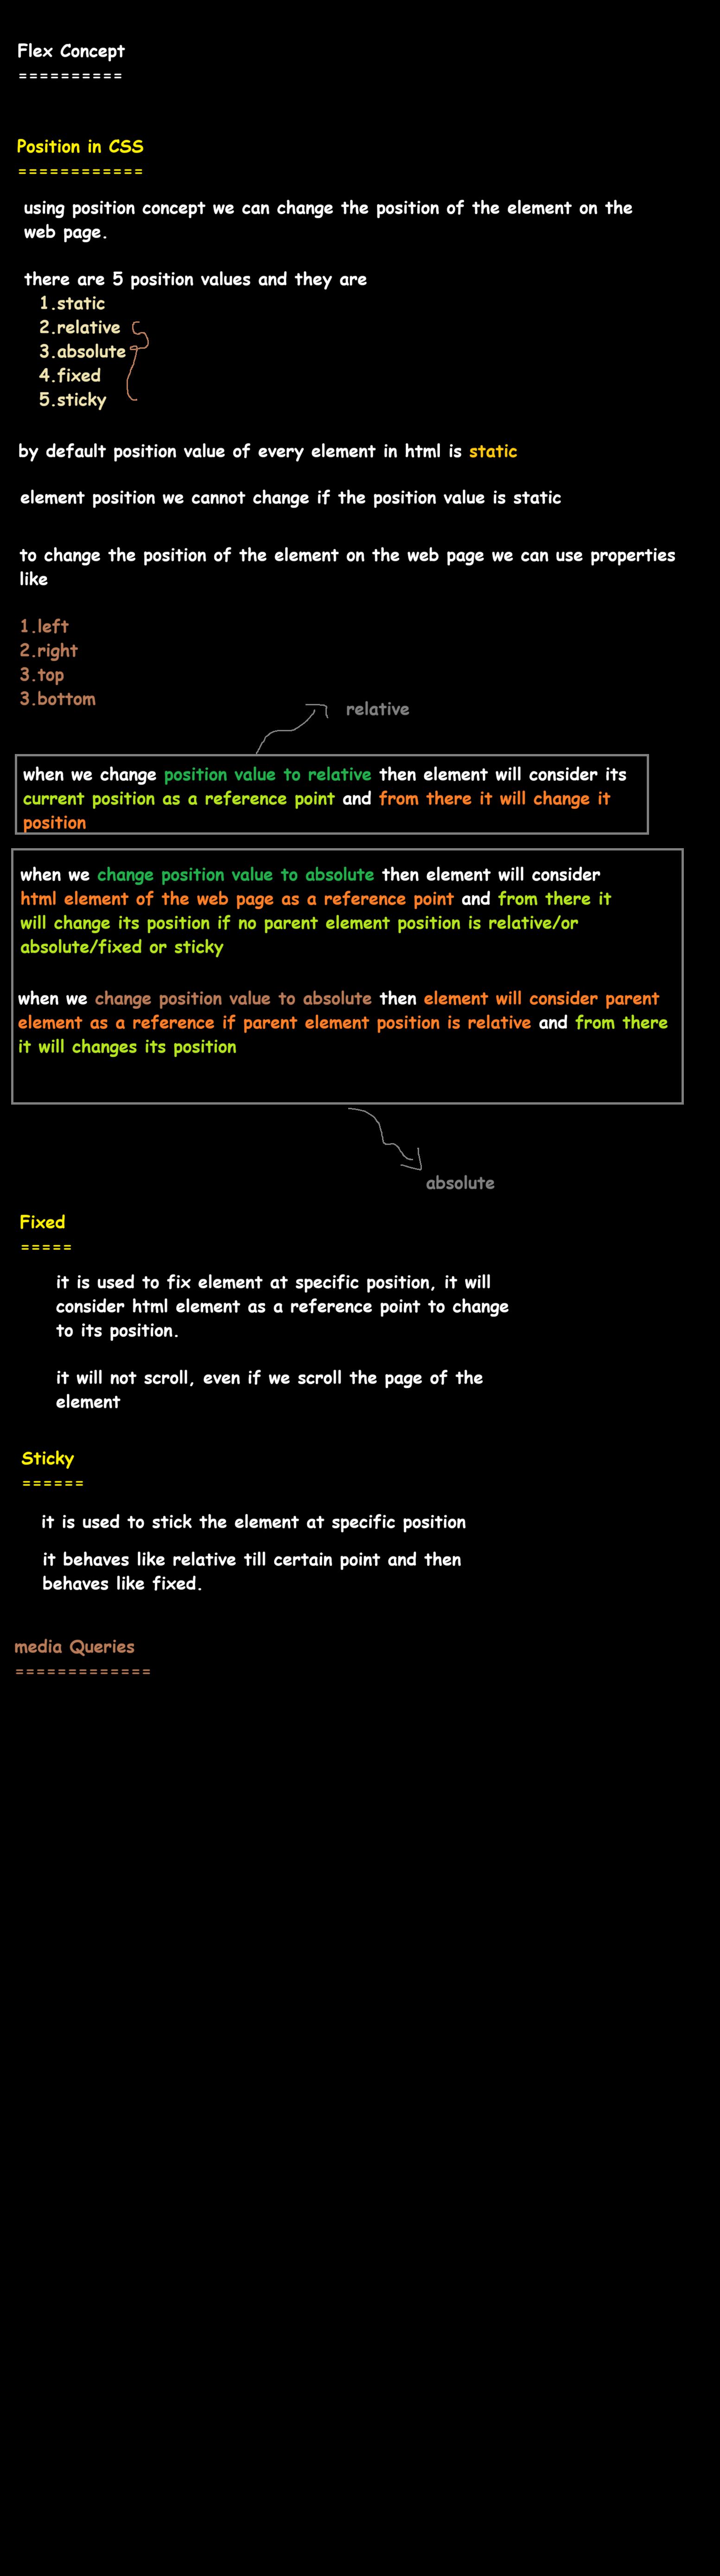 Flex Concept
==========
Position in CSS
============
using position concept we can change the position of the element on the
web page.
there are 5 position values and they are
1.static
2.relative
3.absolute
4.fixed
5.sticky
by default position value of every element in html is static
element position we cannot change if the position value is static
to change the position of the element on the web page we can use properties
like
1.left
2.right
3.top
3.bottom
relative
when we change position value to relative then element will consider its
current position as a reference point and from there it will change it
position
when we change position value to absolute then element will consider
html element of the web page as a reference point and from there it
will change its position if no parent element position is relative/or
absolute/fixed or sticky
when we change position value to absolute then element will consider parent
element as a reference if parent element position is relative and from there
it will changes its position
absolute
Fixed
=====
it is used to fix element at specific position, it will
consider html element as a reference point to change
to its position.
it will not scroll, even if we scroll the page of the
element
Sticky
======
it is used to stick the element at specific position
it behaves like relative till certain point and then
behaves like fixed.
media Queries
=============